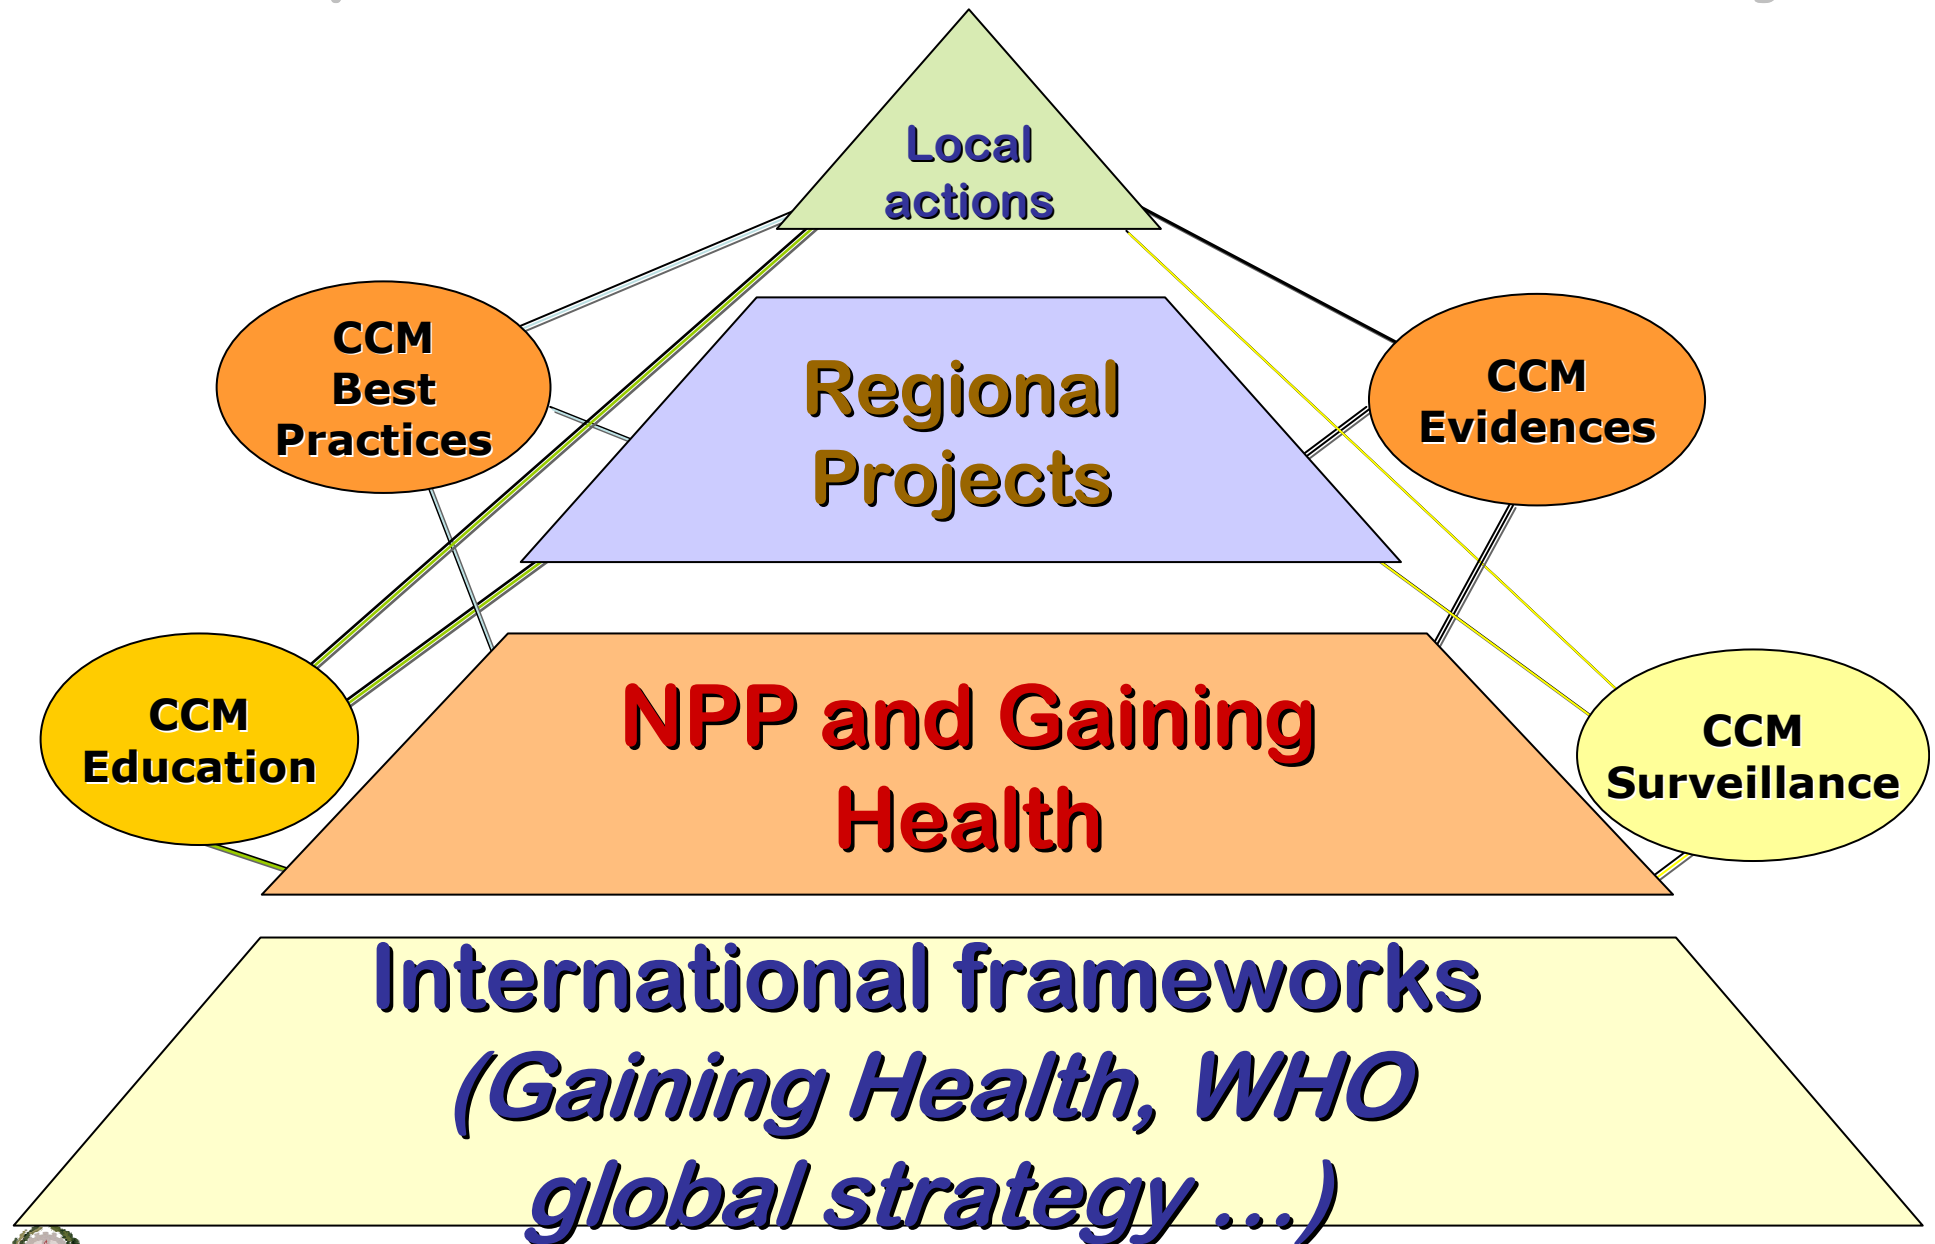 Local
actions
CCM
Best
Practices
Regional
Projects
CCM
Evidences
CCM
Education
NPP and Gaining
Health
CCM
Surveillance
International frameworks
(Gaining Health, WHO
global strategy ...)